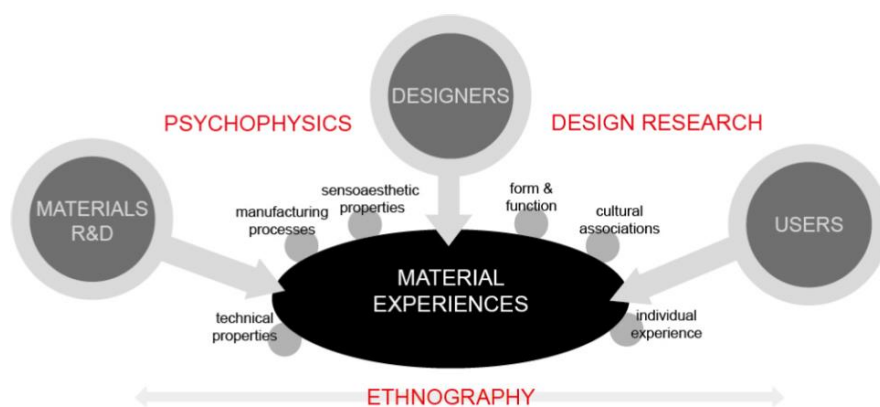 DESIGNERS
PSYCHOPHYSICS
DESIGN RESEARCH
MATERIALS
R&D
sensoaesthetic
properties
manufacturing
processes
form &
function
cultural
associations
USERS
MATERIAL
EXPERIENCES
technical
properties
individual
experience
ETHNOGRAPHY